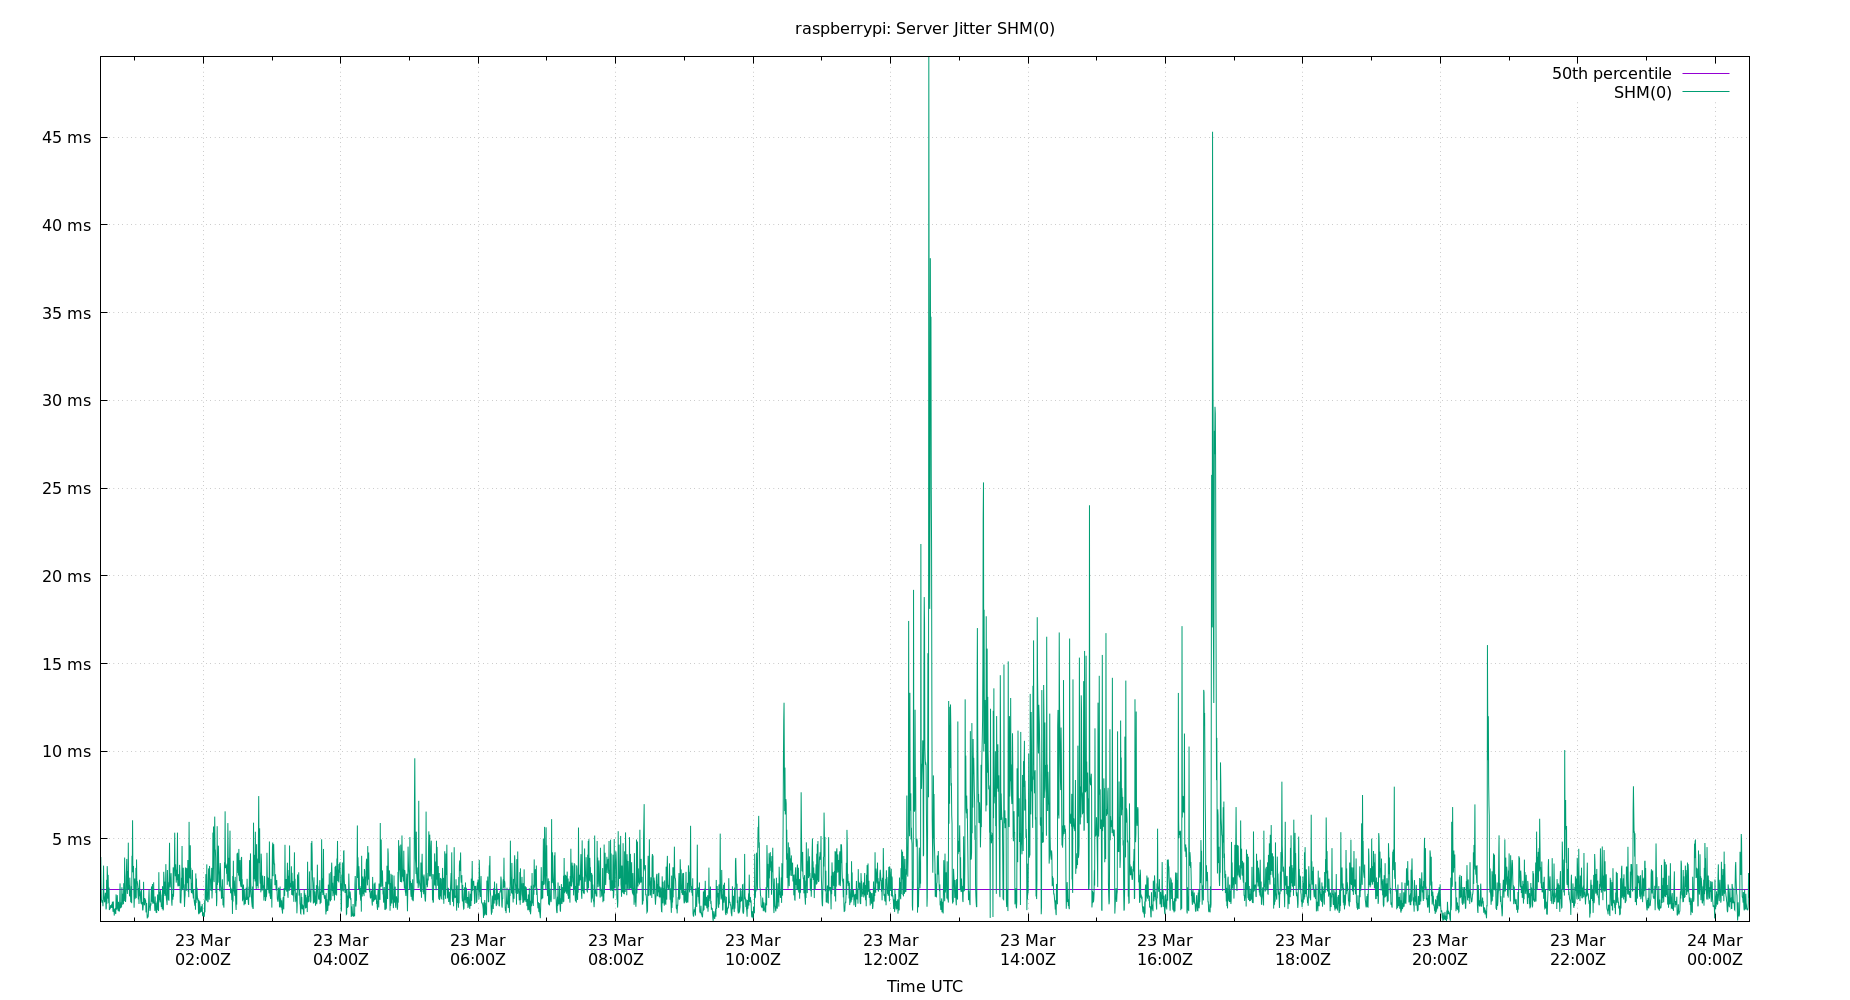 raspberrypi: Server Jitter SHM(0)
50th percentile
SHM(0)
45 ms
40 ms
35 ms
30 ms
25 ms
20 ms
15 ms
10 ms
5 ms
23 Mar 23 Mar 23 Mar 23 Mar 23 Mar 23 Mar 23 Mar 23 Mar 23 Mar 23 Mar 23 Mar 24 Mar
02:00Z 04:00Z 06:00Z 08:00Z 10:00Z 12:00Z 14:00Z 16:00Z 18:00Z 20:00Z 22:00Z 00:00Z
Time UTC